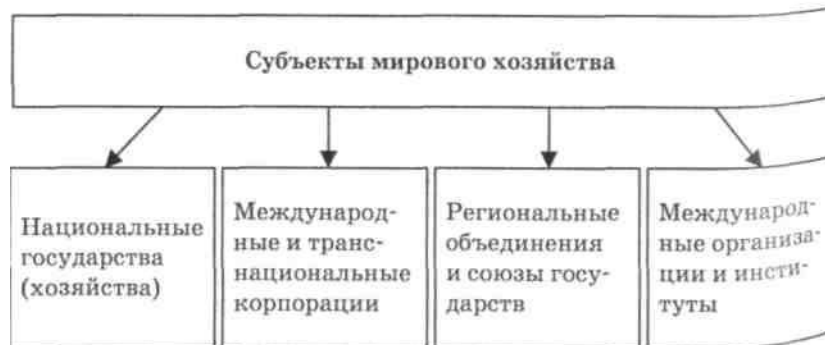 Субъекты мирового хозяйства
Национальные
государства
(хозяйства)
Международ-
ные и транс-
национальные
корпорации
Региональные
объединения
и союзы госу-
дарств
Международ-
ные организа-
ции и инсти-
туты